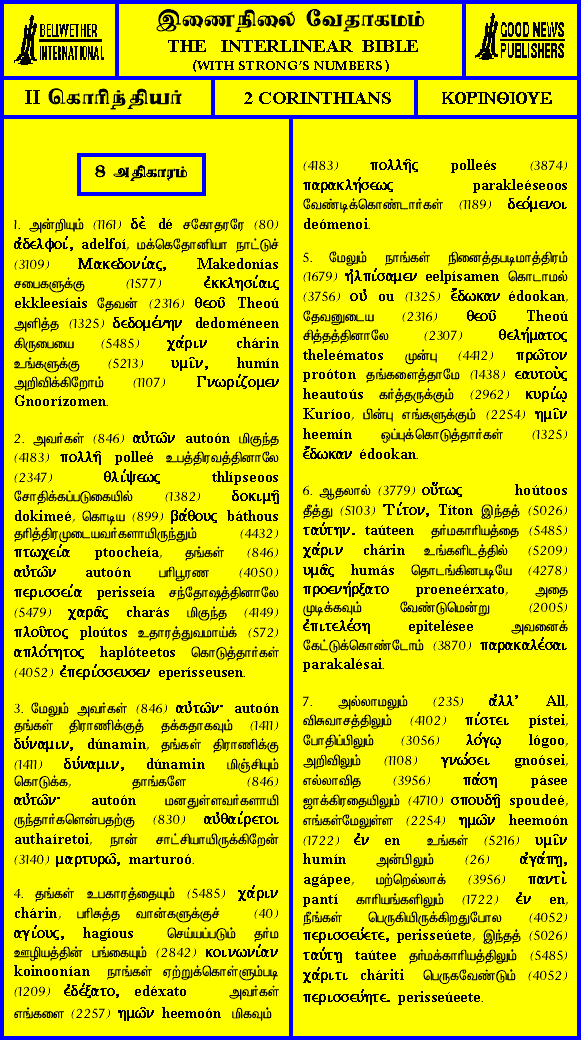 BELLWETHER
INTERNATIONAL
இணைநிலை வேதாகமம்
THE INTERLINEAR BIBLE
(WITH STRONG'S NUMBERS)
GOOD NEWS
PUBLISHERS
II கொரிந்தியர்
2 CORINTHIANS
ΚΟΡΙΝΘΙΟΥΕ
8 அதிகாரம்
1. அன்றியும் (1161) δὲ dé சகோதரரே (80)
ἀδελφοί, adelfoí, மக்கெதோனியா நாட்டுச்
(3109) Μακεδονίας, Makedonías
சபைகளுக்கு (1577) ἐκκλησίαις
ekkleesíais தேவன் (2316) θεοῦ Theoú
அளித்த (1325) δεδομένην dedoméneen
கிருபையை (5485) χάριν chárin
உங்களுக்கு (5213) υμῖν, humín
அறிவிக்கிறோம் (1107) Γνωρίζομεν
Gnoorízomen.
2. அவர்கள் (846) αὐτῶν autoón மிகுந்த
(4183) πολλῇ polleé உபத்திரவத்தினாலே
(2347) θλίψεως thlípseoos
சோதிக்கப்படுகையில் (1382) δοκιμῇ
dokimeé, கொடிய (899) βάθους báthous
தரித்திரமுடையவர்களாயிருந்தும் (4432)
πτωχεία ptoocheía, தங்கள் (846)
αὐτῶν autoón பரிபூரண (4050)
περισσεία perisseía சந்தோஷத்தினாலே
(5479) χαρᾶς charás மிகுந்த (4149)
πλοῦτος ploútos உதாரத்துவமாய்க் (572)
απλότητος haplóteetos கொடுத்தார்கள்
(4052) ἐπερίσσευσεν eperísseusen.
3. மேலும் அவர்கள் (846) αὐτῶν· autoón
தங்கள் திராணிக்குத் தக்கதாகவும் (1411)
δύναμιν, dúnamin, தங்கள் திராணிக்கு
(1411) δύναμιν, dúnamin மிஞ்சியும்
கொடுக்க, தாங்களே (846)
αὐτῶν· autoón மனதுள்ளவர்களாயி
ருந்தார்களென்பதற்கு (830) αὐθαίρετοι
authaíretoi, நான் சாட்சியாயிருக்கிறேன்
(3140) μαρτυρῶ, marturoó.
4. தங்கள் உபகாரத்தையும் (5485) χάριν
chárin, பரிசுத்த வான்களுக்குச் (40)
αγίους, hagíous செய்யப்படும் தர்ம
ஊழியத்தின் பங்கையும் (2842) κοινωνίαν
koinoonían நாங்கள் ஏற்றுக்கொள்ளும்படி
(1209) ἐδέξατο, edéxato அவர்கள்
எங்களை (2257) ημῶν heemoón மிகவும்
(4183) πολλῆς polleés (3874)
παρακλήσεως parakleéseoos
வேண்டிக்கொண்டார்கள் (1189) δεόμενοι
deómenoi.
5. மேலும் நாங்கள் நினைத்தபடிமாத்திரம்
(1679) ἠλπίσαμεν eelpísamen கொடாமல்
(3756) οὐ ou (1325) ἔδωκαν édookan,
தேவனுடைய (2316) θεοῦ Theoú
சித்தத்தினாலே (2307) θελήματος
theleématos முன்பு (4412) πρῶτον
proóton தங்களைத்தாமே (1438) εαυτοὺς
heautoús கர்த்தருக்கும் (2962) κυρίῳ
Kuríoo, பின்பு எங்களுக்கும் (2254) ημῖν
heemín ஒப்புக்கொடுத்தார்கள் (1325)
ἔδωκαν édookan.
6. ஆதலால் (3779) οὕτως hoútoos
தீத்து (5103) Τίτον, Títon இந்தத் (5026)
ταύτην. taúteen தர்மகாரியத்தை (5485)
χάριν chárin உங்களிடத்தில் (5209)
υμᾶς humás தொடங்கினபடியே (4278)
προενήρξατο proeneérxato, அதை
முடிக்கவும் வேண்டுமென்று (2005)
ἐπιτελέση epitelésee அவனைக்
கேட்டுக்கொண்டோம் (3870) παρακαλέσαι
parakalésai.
7. அல்லாமலும் (235) ἀλλ' All,
விசுவாசத்திலும் (4102) πίστει pístei,
போதிப்பிலும் (3056) λόγῳ lógoo,
அறிவிலும் (1108) γνώσει gnoósei,
எல்லாவித (3956) πάση pásee
ஜாக்கிரதையிலும் (4710) σπουδῇ spoudeé,
எங்கள்மேலுள்ள (2254) ημῶν heemoón
(1722) ἐν en உங்கள் (5216) υμῖν
humín அன்பிலும் (26) ἀγάπῃ,
agápee, மற்றெல்லாக் (3956) παντὶ
pantí காரியங்களிலும் (1722) ἐν en,
நீங்கள் பெருகியிருக்கிறதுபோல (4052)
περισσεύετε, perisseúete, இந்தத் (5026)
ταύτῃ taútee தர்மக்காரியத்திலும் (5485)
χάριτι cháriti பெருகவேண்டும் (4052)
περισσεύητε. perisseúeete.